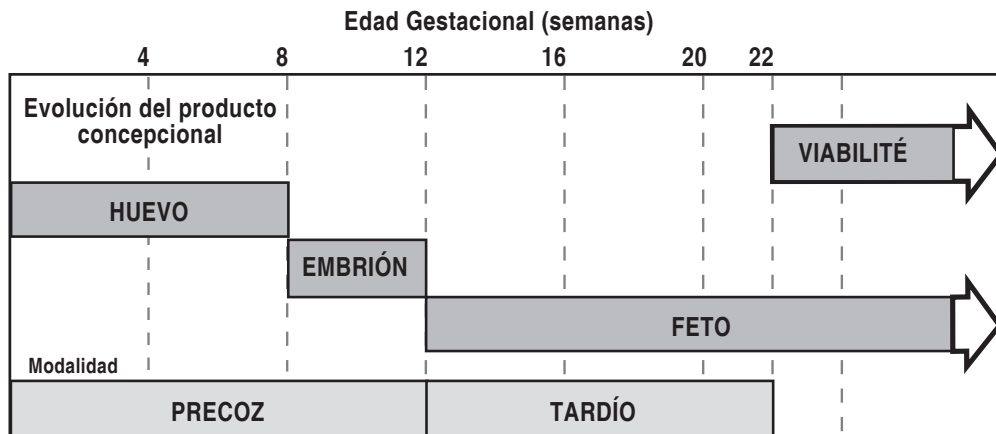 Edad Gestacional (semanas)
4 8 12 16 20 22
Evolución del producto
concepcional
VIABILITÉ
HUEVO
EMBRIÓN
FETO
Modalidad
PRECOZ TARDÍO